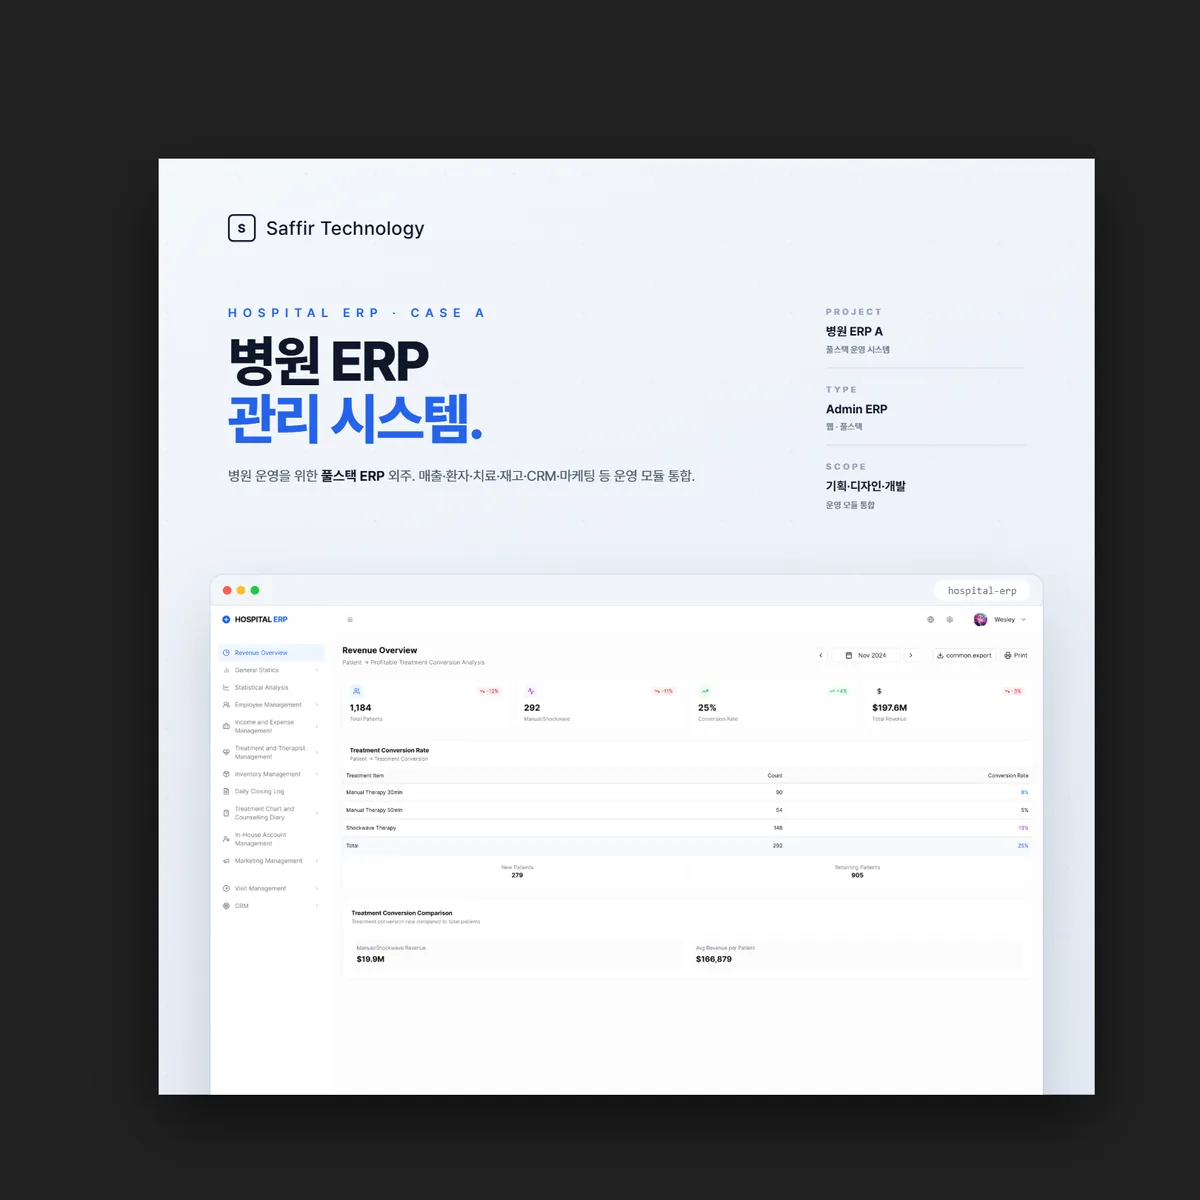 S Saffir Technology
HOSPITAL ERP · CASE A
병원 ERP
관리 시스템.
병원 운영을 위한 풀스택 ERP 외주. 매출·환자·치료·재고·CRM·마케팅 등 운영 모듈 통합.
PROJECT
병원 ERP A
풀스택 운영 시스템
TYPE
Admin ERP
웹 · 풀스택
SCOPE
기획·디자인·개발
운영 모듈 통합
hospital-erp
HOSPITAL ERP
Wesley
Revenue Overview
General Statics
Statistical Analysis
Employee Management
Income and Expense
Management
Treatment and Therapist
Management
Inventory Management
Daily Closing Log
Treatment Chart and
Counselling Diary
In-House Account
Management
Marketing Management
Visit Management
CRM
Revenue Overview
Patient → Profitable Treatment Conversion Analysis
Nov 2024
common.export
Print
-12%
1,184
Total Patients
-11%
292
Manual/Shockwave
+4%
25%
Conversion Rate
$
-3%
$197.6M
Total Revenue
Treatment Conversion Rate
Patient → Treatment Conversion
Treatment Item Count Conversion Rate
Manual Therapy 30min 90 8%
Manual Therapy 50min 54 5%
Shockwave Therapy 148 13%
Total 292 25%
New Patients
279
Returning Patients
905
Treatment Conversion Comparison
Treatment conversion rate compared to total patients
Manual/Shockwave Revenue
$19.9M
Avg Revenue per Patient
$166,879